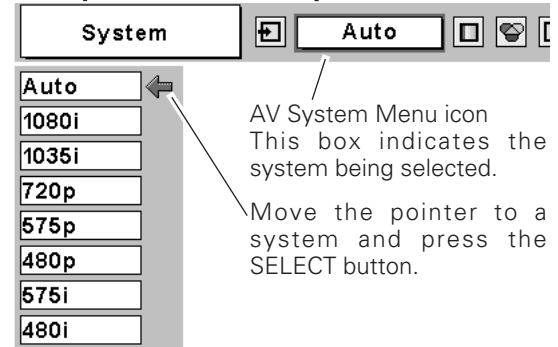 System
Auto
Auto
1080i
1035i
720p
575p
480p
575i
480i
AV System Menu icon
This box indicates the
system being selected.
Move the pointer to a
system and press the
SELECT button.